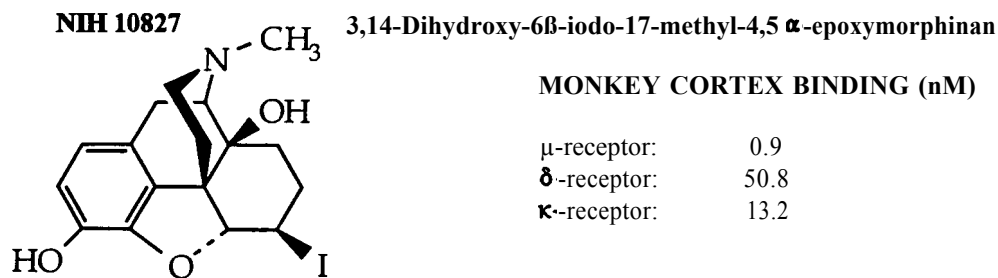 NIH 10827
3,14-Dihydroxy-6ß-iodo-17-methyl-4,5 α-epoxymorphinan
N-CH₃
OH
HO
O
I
MONKEY CORTEX BINDING (nM)
μ-receptor: 0.9
δ-receptor: 50.8
κ-receptor: 13.2